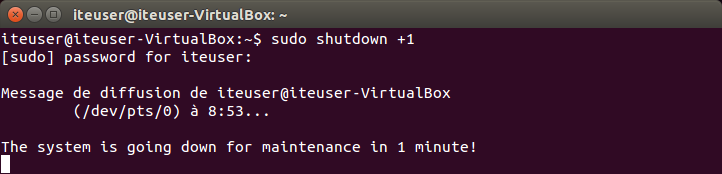 iteuser@iteuser-VirtualBox: ~
iteuser@iteuser-VirtualBox:~$ sudo shutdown +1
[sudo] password for iteuser:
Message de diffusion de iteuser@iteuser-VirtualBox
(/dev/pts/0) à 8:53...
The system is going down for maintenance in 1 minute!